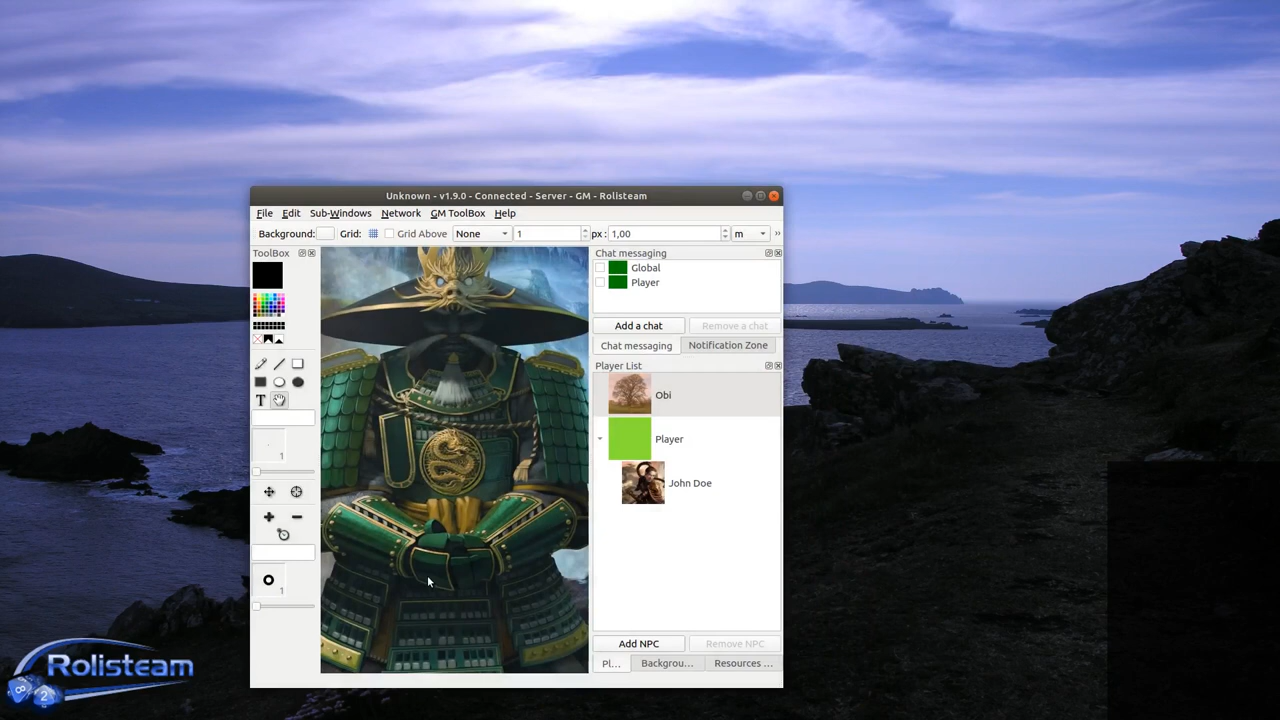 Unknown - v1.9.0 - Connected - Server - GM - Rolisteam
File Edit Sub-Windows Network GM ToolBox Help
Background: Grid: Grid Above None 1 px : 1,00 m »
ToolBox
Chat messaging
Global
Player
Add a chat Remove a chat
Chat messaging Notification Zone
Player List
Obi
Player
John Doe
T
1
1
Add NPC Remove NPC
Pl... Backgrou... Resources ...
Rolisteam
8 2